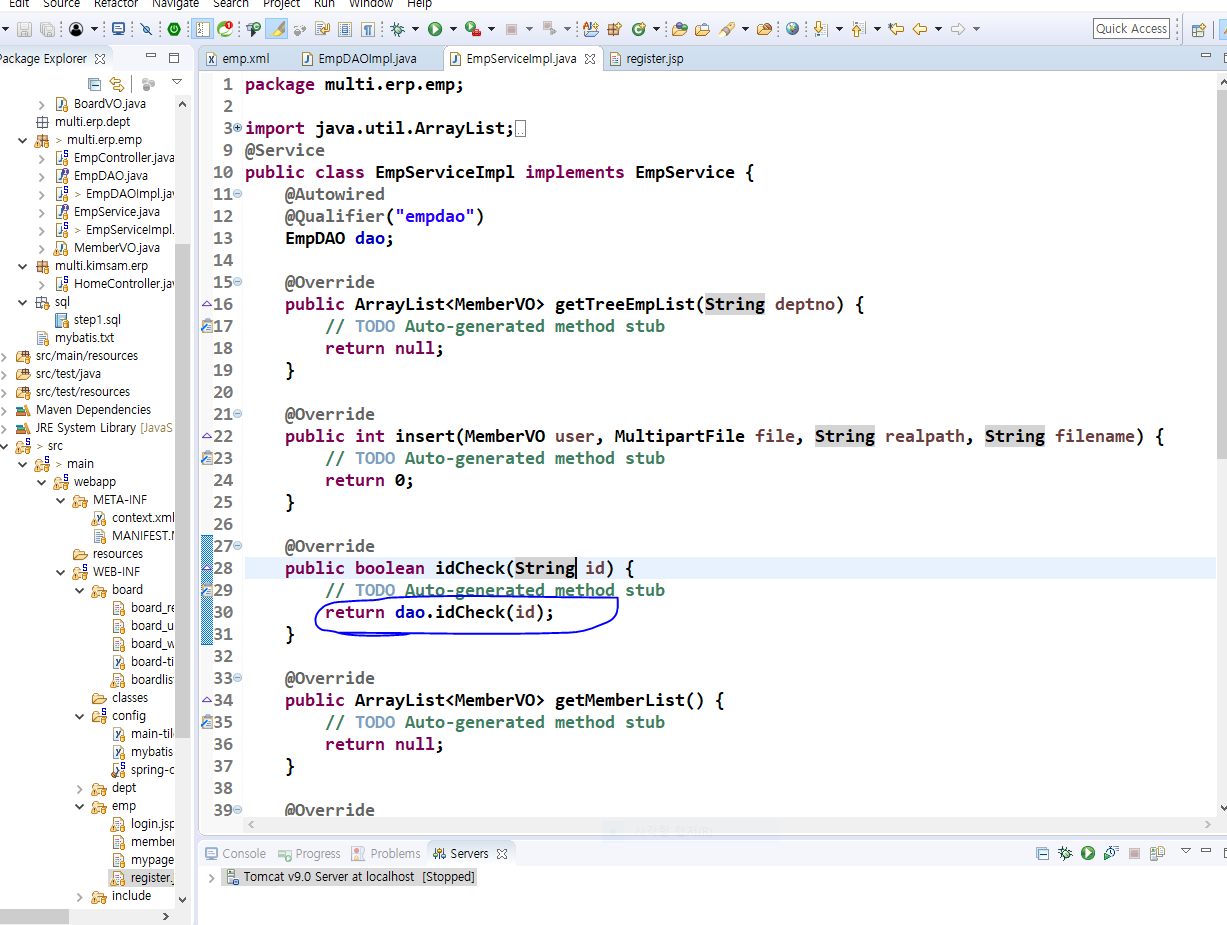 Edit Source Refactor Navigate Search Project Run Window Help
Quick Access
Package Explorer
emp.xml EmpDAOImpl.java EmpServiceImpl.java register.jsp
BoardVO.java
multi.erp.dept
> multi.erp.emp
EmpController.java
EmpDAO.java
> EmpDAOImpl.jav
EmpService.java
> EmpServiceImpl.
MemberVO.java
multi.kimsam.erp
HomeController.jav
sql
step1.sql
mybatis.txt
src/main/resources
src/test/java
src/test/resources
Maven Dependencies
JRE System Library [JavaS
> src
> main
webapp
META-INF
context.xml
MANIFEST.M
resources
WEB-INF
board
board_re
board_u
board_w
board-ti
boardlis
classes
config
main-til
mybatis
spring-c
dept
emp
login.jsp
member
mypage
register.j
include
1 package multi.erp.emp;
2
3 import java.util.ArrayList;
9 @Service
10 public class EmpServiceImpl implements EmpService {
11 @Autowired
12 @Qualifier("empdao")
13 EmpDAO dao;
14
15 @Override
16 public ArrayList<MemberVO> getTreeEmpList(String deptno) {
17 // TODO Auto-generated method stub
18 return null;
19 }
20
21 @Override
22 public int insert(MemberVO user, MultipartFile file, String realpath, String filename) {
23 // TODO Auto-generated method stub
24 return 0;
25 }
26
27 @Override
28 public boolean idCheck(String id) {
29 // TODO Auto-generated method stub
30 return dao.idCheck(id);
31 }
32
33 @Override
34 public ArrayList<MemberVO> getMemberList() {
35 // TODO Auto-generated method stub
36 return null;
37 }
38
39 @Override
Console Progress Problems Servers
Tomcat v9.0 Server at localhost [Stopped]